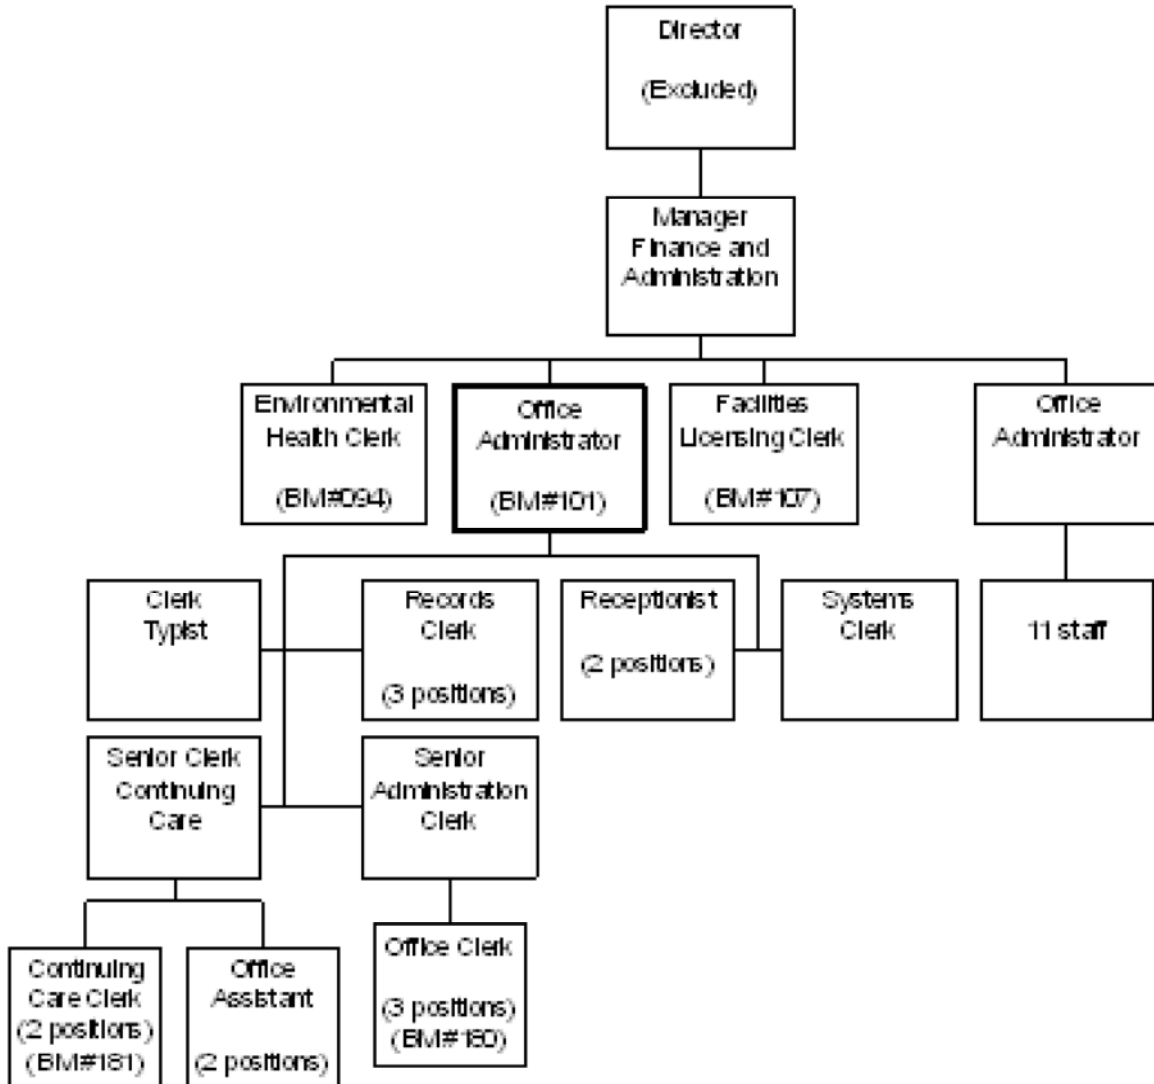 Director
(Excluded)
Manager
Finance and
Administration
Environmental
Health Clerk
(BM#094)
Office
Administrator
(BM#101)
Facilities
Licensing Clerk
(BM#107)
Office
Administrator
Clerk
Typist
Records
Clerk
(3 positions)
Receptionist
(2 positions)
Systems
Clerk
11 staff
Senior Clerk
Continuing
Care
Senior
Administration
Clerk
Continuing
Care Clerk
(2 positions)
(BM#181)
Office
Assistant
(2 positions)
Office Clerk
(3 positions)
(BM#180)